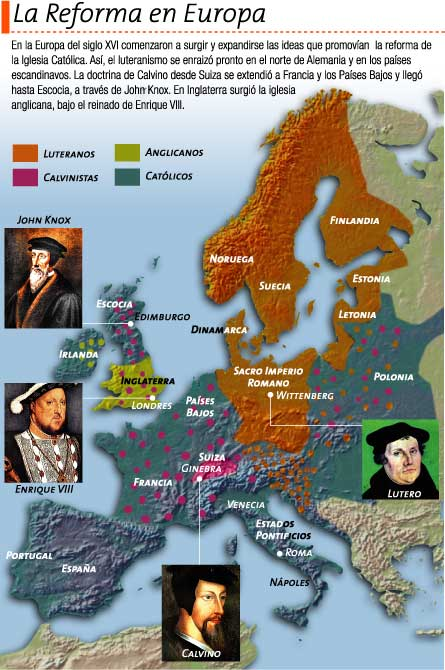 La Reforma en Europa
En la Europa del siglo XVI comenzaron a surgir y expandirse las ideas que promovían la reforma de
la Iglesia Católica. Así, el luteranismo se enraizó pronto en el norte de Alemania y en los países
escandinavos. La doctrina de Calvino desde Suiza se extendió a Francia y los Países Bajos y llegó
hasta Escocia, a través de John Knox. En Inglaterra surgió la iglesia
anglicana, bajo el reinado de Enrique VIII.
LUTERANOS
ANGLICANOS
CALVINISTAS
CATÓLICOS
JOHN KNOX
FINLANDIA
NORUEGA
SUECIA
ESTONIA
LETONIA
ESCOCIA
EDIMBURGO
DINAMARCA
IRLANDA
INGLATERRA
LONDRES
PAÍSES
BAJOS
SACRO IMPERIO
ROMANO
WITTENBERG
POLONIA
ENRIQUE VIII
SUIZA
GINEBRA
FRANCIA
LUTERO
VENECIA
ESTADOS
PONTIFICIOS
ROMA
PORTUGAL
ESPAÑA
NÁPOLES
CALVINO